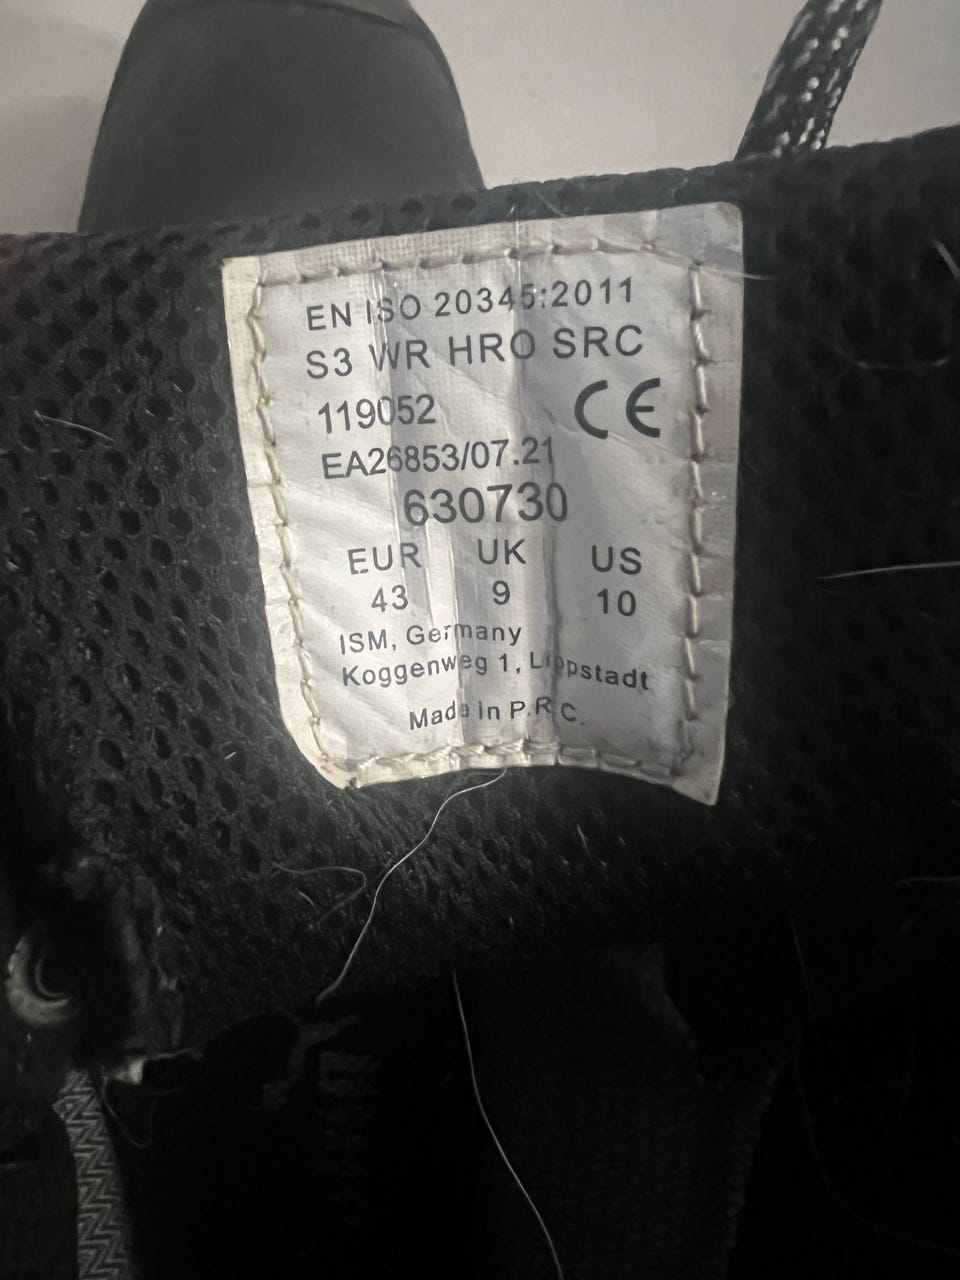 EN ISO 20345:2011
S3 WR HRO SRC
119052 CE
EA26853/07.21
630730
EUR UK US
43 9 10
ISM, Germany
Koggenweg 1, Lippstadt
Made in P.R.C.